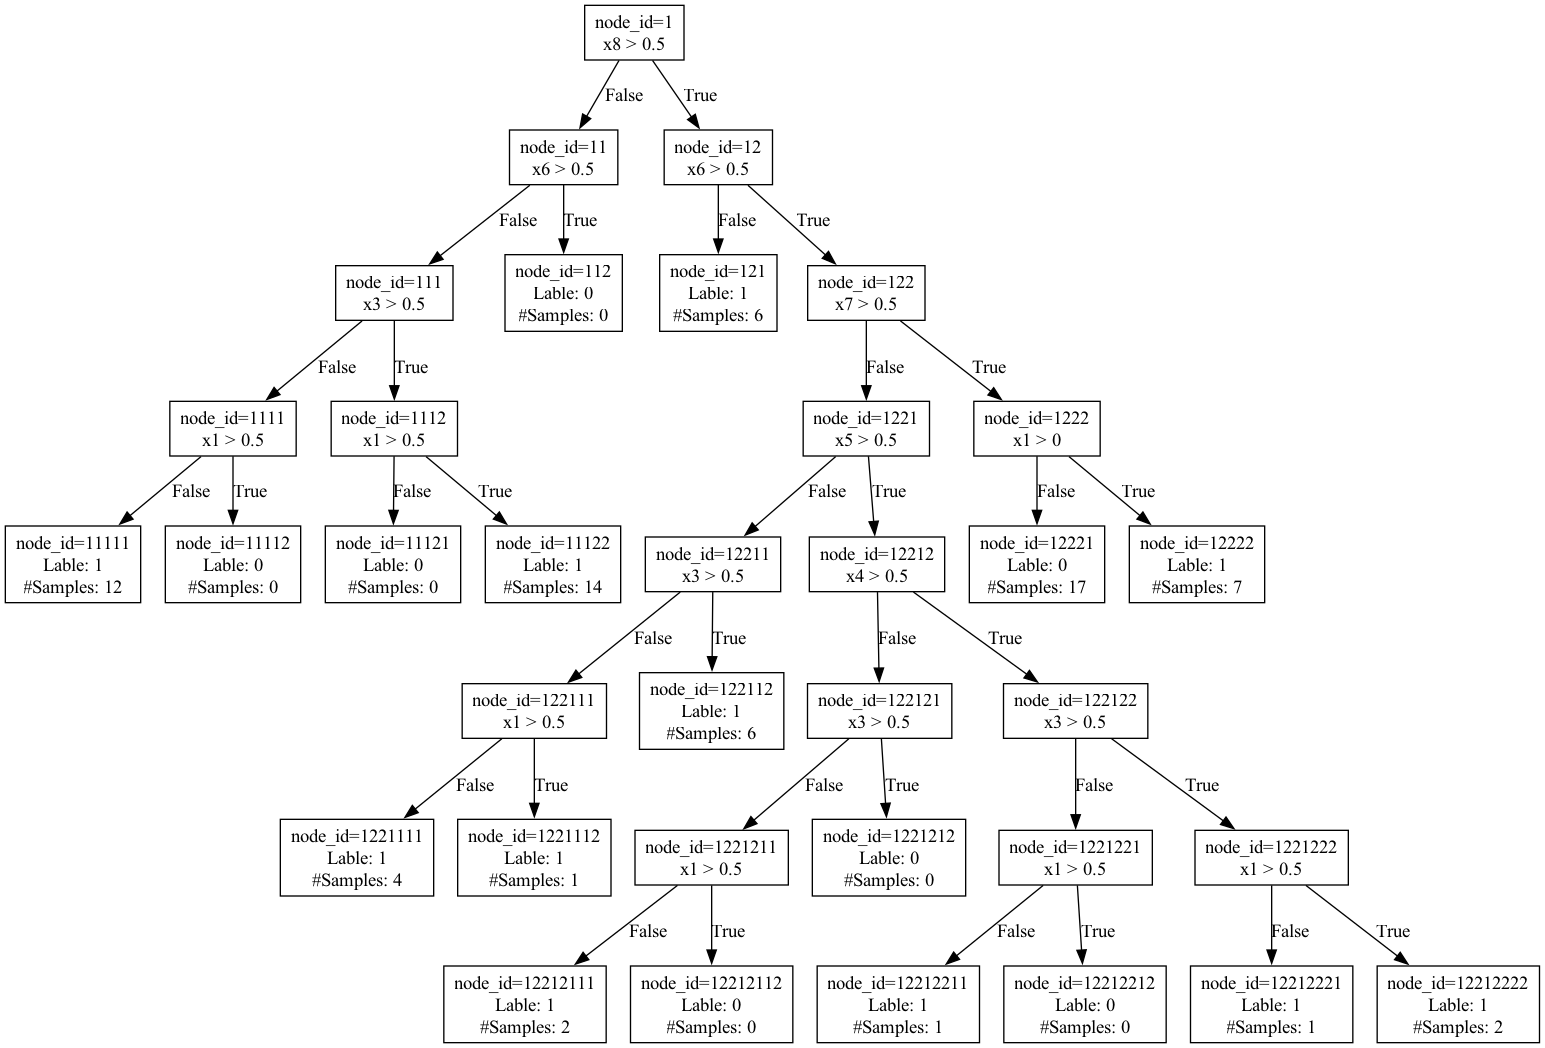 node_id=1
x8 > 0.5
False
True
node_id=11
x6 > 0.5
node_id=12
x6 > 0.5
False
True
False
True
node_id=111
x3 > 0.5
node_id=112
Lable: 0
#Samples: 0
node_id=121
Lable: 1
#Samples: 6
node_id=122
x7 > 0.5
False
True
False
True
node_id=1111
x1 > 0.5
node_id=1112
x1 > 0.5
node_id=1221
x5 > 0.5
node_id=1222
x1 > 0
False
True
False
True
False
True
False
True
node_id=11111
Lable: 1
#Samples: 12
node_id=11112
Lable: 0
#Samples: 0
node_id=11121
Lable: 0
#Samples: 0
node_id=11122
Lable: 1
#Samples: 14
node_id=12211
x3 > 0.5
node_id=12212
x4 > 0.5
node_id=12221
Lable: 0
#Samples: 17
node_id=12222
Lable: 1
#Samples: 7
False
True
False
True
node_id=122111
x1 > 0.5
node_id=122112
Lable: 1
#Samples: 6
node_id=122121
x3 > 0.5
node_id=122122
x3 > 0.5
False
True
False
True
False
True
node_id=1221111
Lable: 1
#Samples: 4
node_id=1221112
Lable: 1
#Samples: 1
node_id=1221211
x1 > 0.5
node_id=1221212
Lable: 0
#Samples: 0
node_id=1221221
x1 > 0.5
node_id=1221222
x1 > 0.5
False
True
False
True
False
True
node_id=12212111
Lable: 1
#Samples: 2
node_id=12212112
Lable: 0
#Samples: 0
node_id=12212211
Lable: 1
#Samples: 1
node_id=12212212
Lable: 0
#Samples: 0
node_id=12212221
Lable: 1
#Samples: 1
node_id=12212222
Lable: 1
#Samples: 2